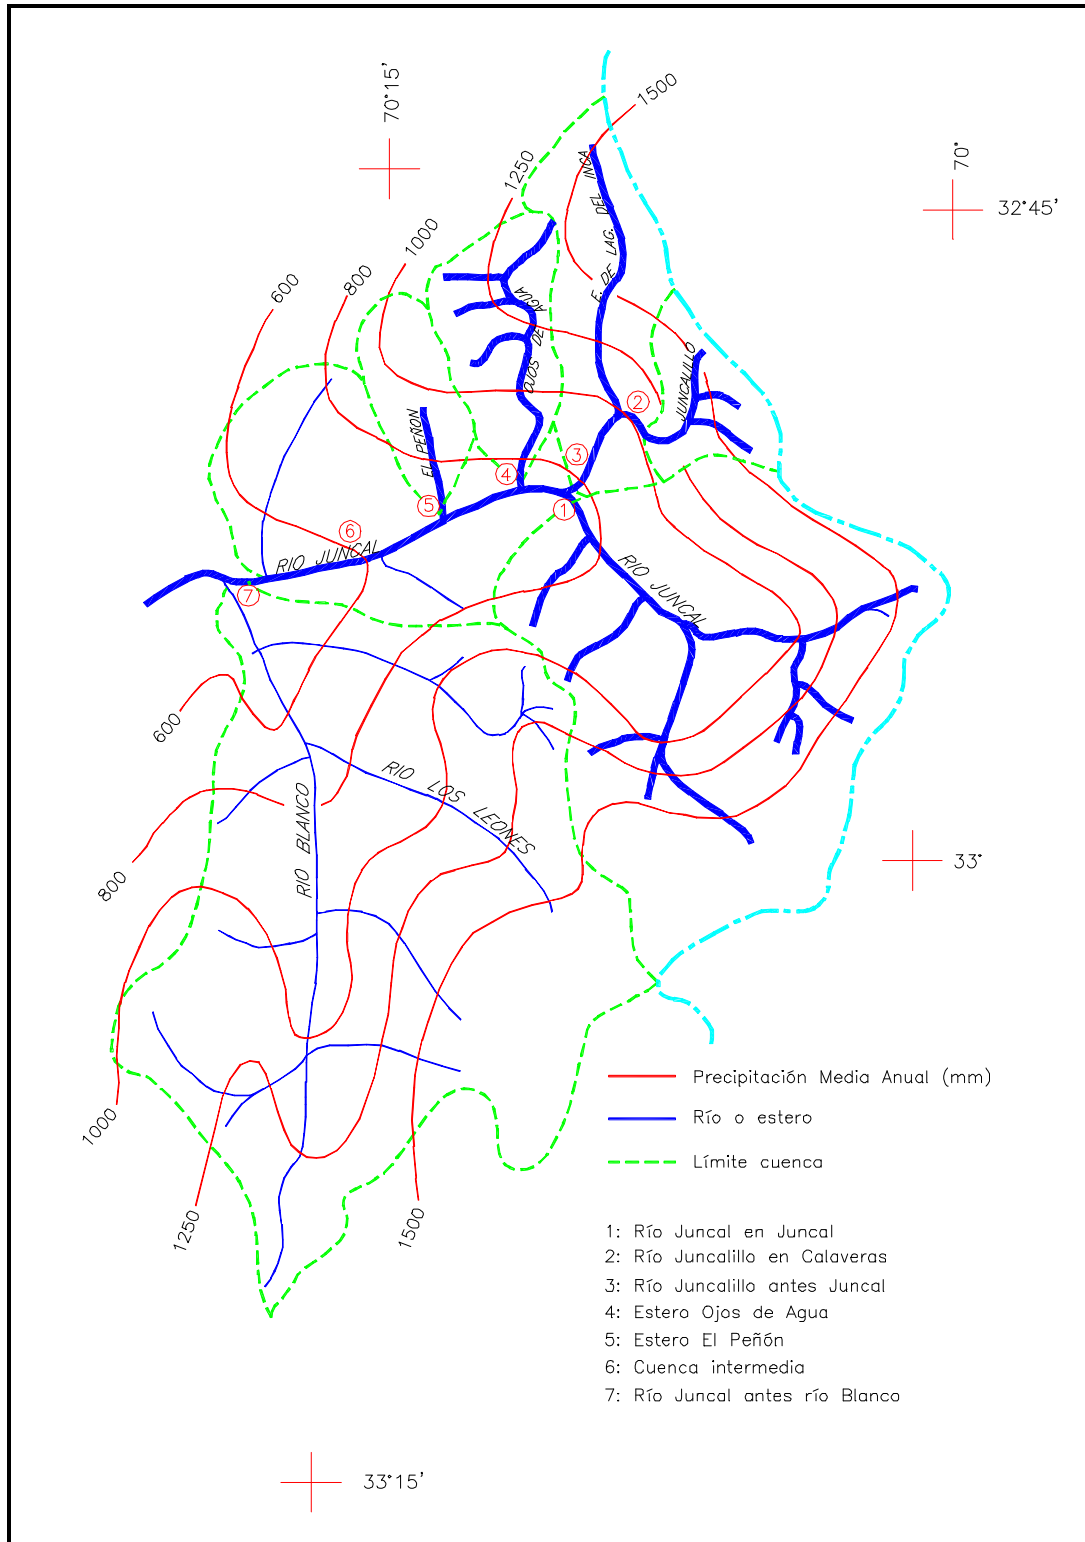 70°15'
1500
70°
1250
32°45'
1000
800
600
E. DE LAG. DEL INCA
OJOS DE AGUA
JUNCALILLO
EL PEÑON
2
3
4
5
1
6
RIO JUNCAL
7
RIO JUNCAL
600
RIO LOS LEONES
RIO BLANCO
800
33°
1000
1250
1500
Precipitación Media Anual (mm)
Río o estero
Límite cuenca
1: Río Juncal en Juncal
2: Río Juncalillo en Calaveras
3: Río Juncalillo antes Juncal
4: Estero Ojos de Agua
5: Estero El Peñón
6: Cuenca intermedia
7: Río Juncal antes río Blanco
33°15'